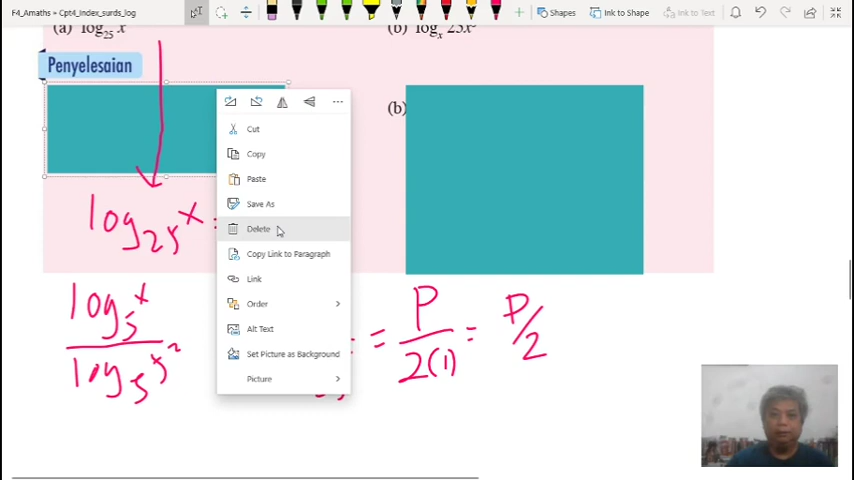 F4_Amaths > Cpt4_Index_surds_log
Shapes
Ink to Shape
Ink to Text
(a) log₂₅ x
(b) logₓ 25x
Penyelesaian
(b)
Cut
Copy
Paste
Save As
Delete
Copy Link to Paragraph
Link
Order
Alt Text
Set Picture as Background
Picture
log₂₅ x =
log₅ x
log₅ 5²
= P / 2(1) = P/2